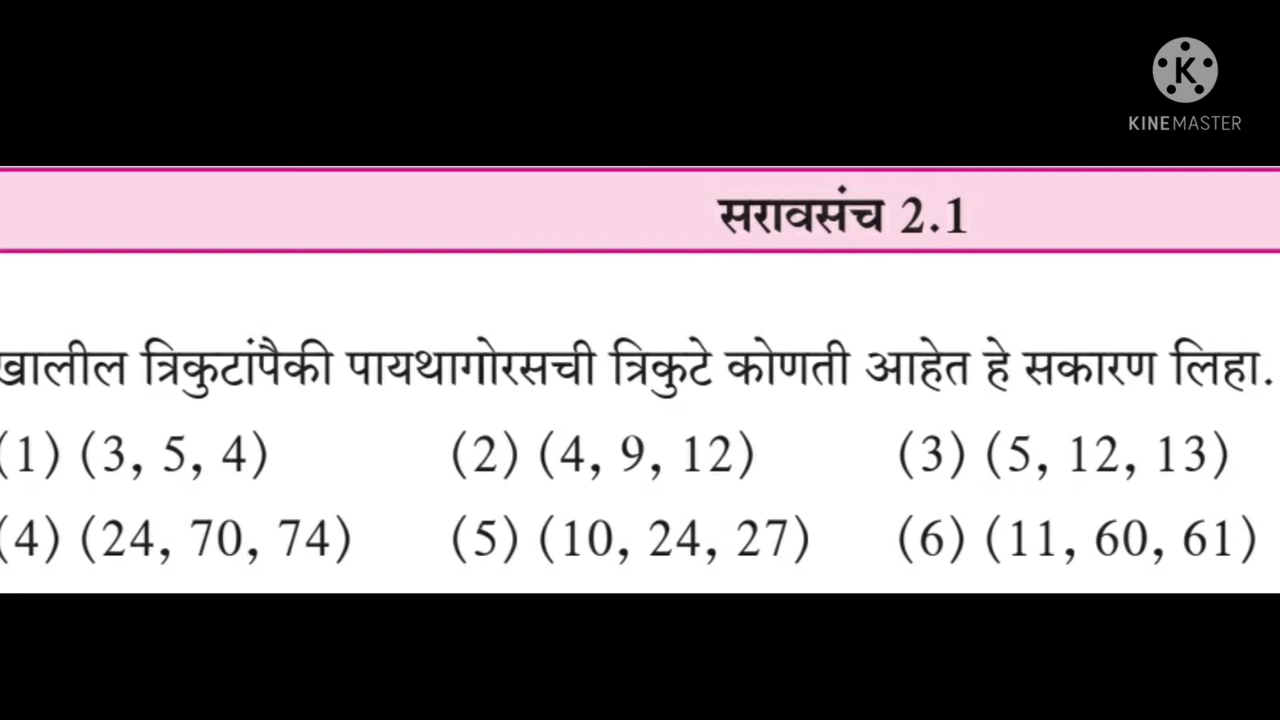 KINEMASTER
सरावसंच 2.1
खालील त्रिकुटांपैकी पायथागोरसची त्रिकुटे कोणती आहेत हे सकारण लिहा.
(1) (3, 5, 4) (2) (4, 9, 12) (3) (5, 12, 13)
(4) (24, 70, 74) (5) (10, 24, 27) (6) (11, 60, 61)